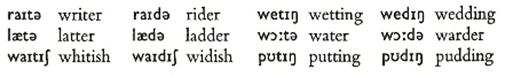 raɪtə writer raɪdə rider wetɪŋ wetting wedɪŋ wedding
lætə latter lædə ladder wɔːtə water wɔːdə warder
waɪtɪʃ whitish waɪdɪʃ widish pʊtɪŋ putting pʊdɪŋ pudding